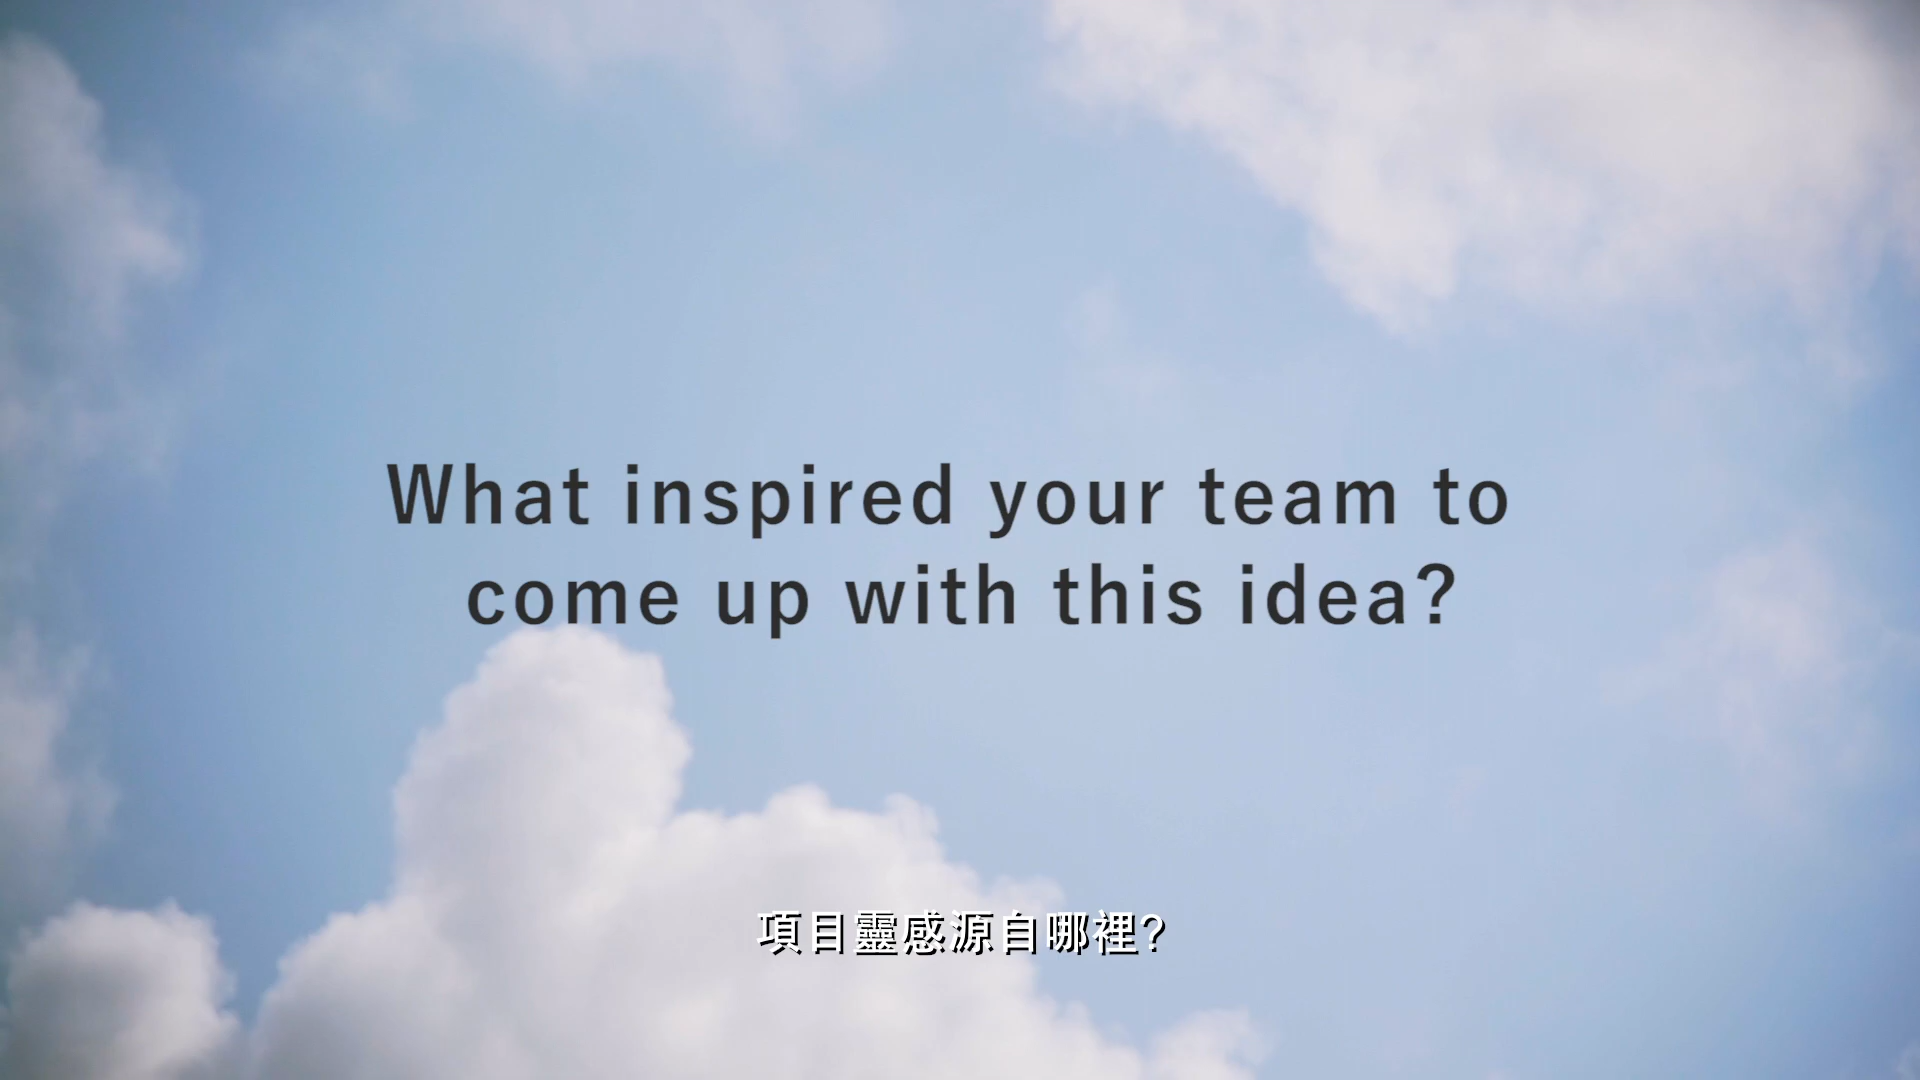 What inspired your team to
come up with this idea?
項目靈感源自哪裡?